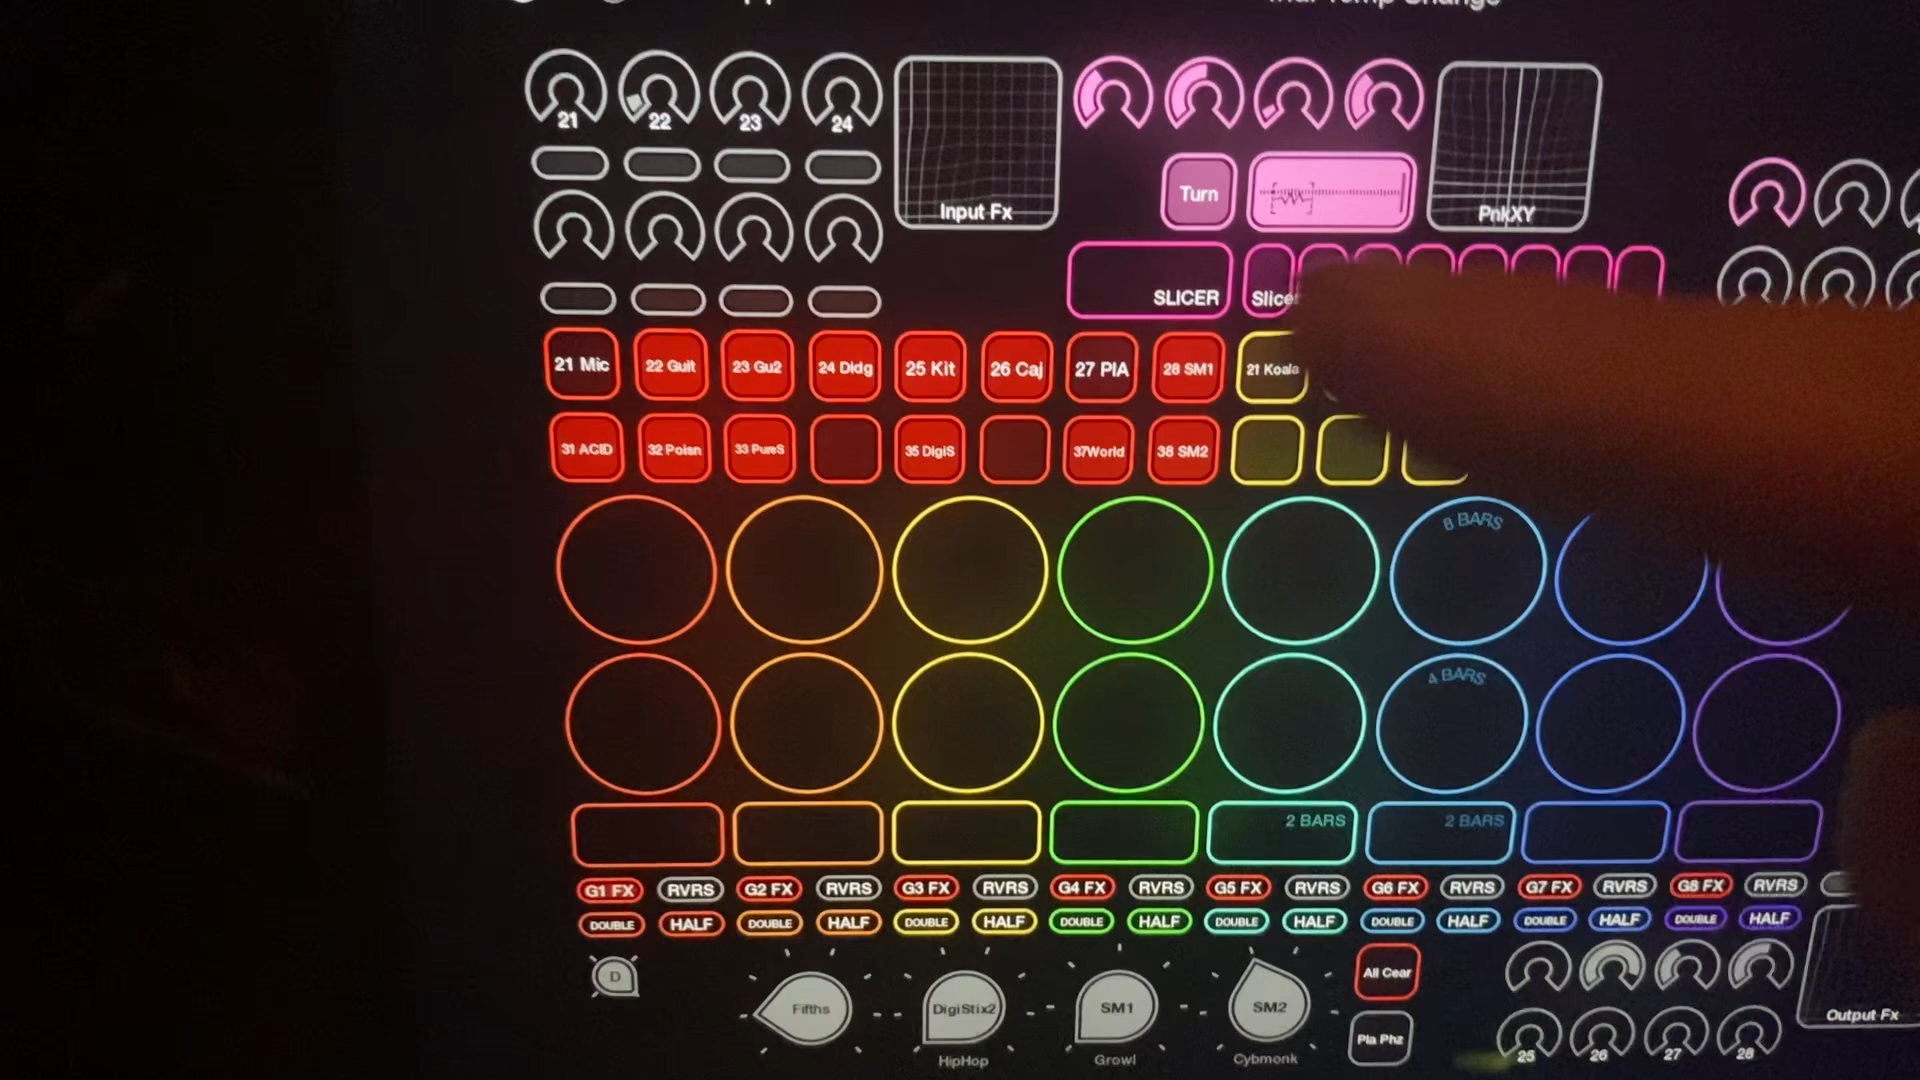 21 22 23 24
Input Fx
Turn
PnkXY
SLICER Slicer
21 Mic 22 Guit 23 Gu2 24 Didg 25 Kit 26 Caj 27 PIA 28 SM1 21 Koala
31 ACID 32 Poisn 33 PureS 35 DigiS 37World 38 SM2
8 BARS
4 BARS
2 BARS 2 BARS
G1 FX RVRS G2 FX RVRS G3 FX RVRS G4 FX RVRS G5 FX RVRS G6 FX RVRS G7 FX RVRS G8 FX RVRS
DOUBLE HALF DOUBLE HALF DOUBLE HALF DOUBLE HALF DOUBLE HALF DOUBLE HALF DOUBLE HALF DOUBLE HALF
D
Fifths DigiStix2 SM1 SM2
All Cear
Pla Phz
HipHop Growl Cybmonk
25 26 27 28
Output Fx